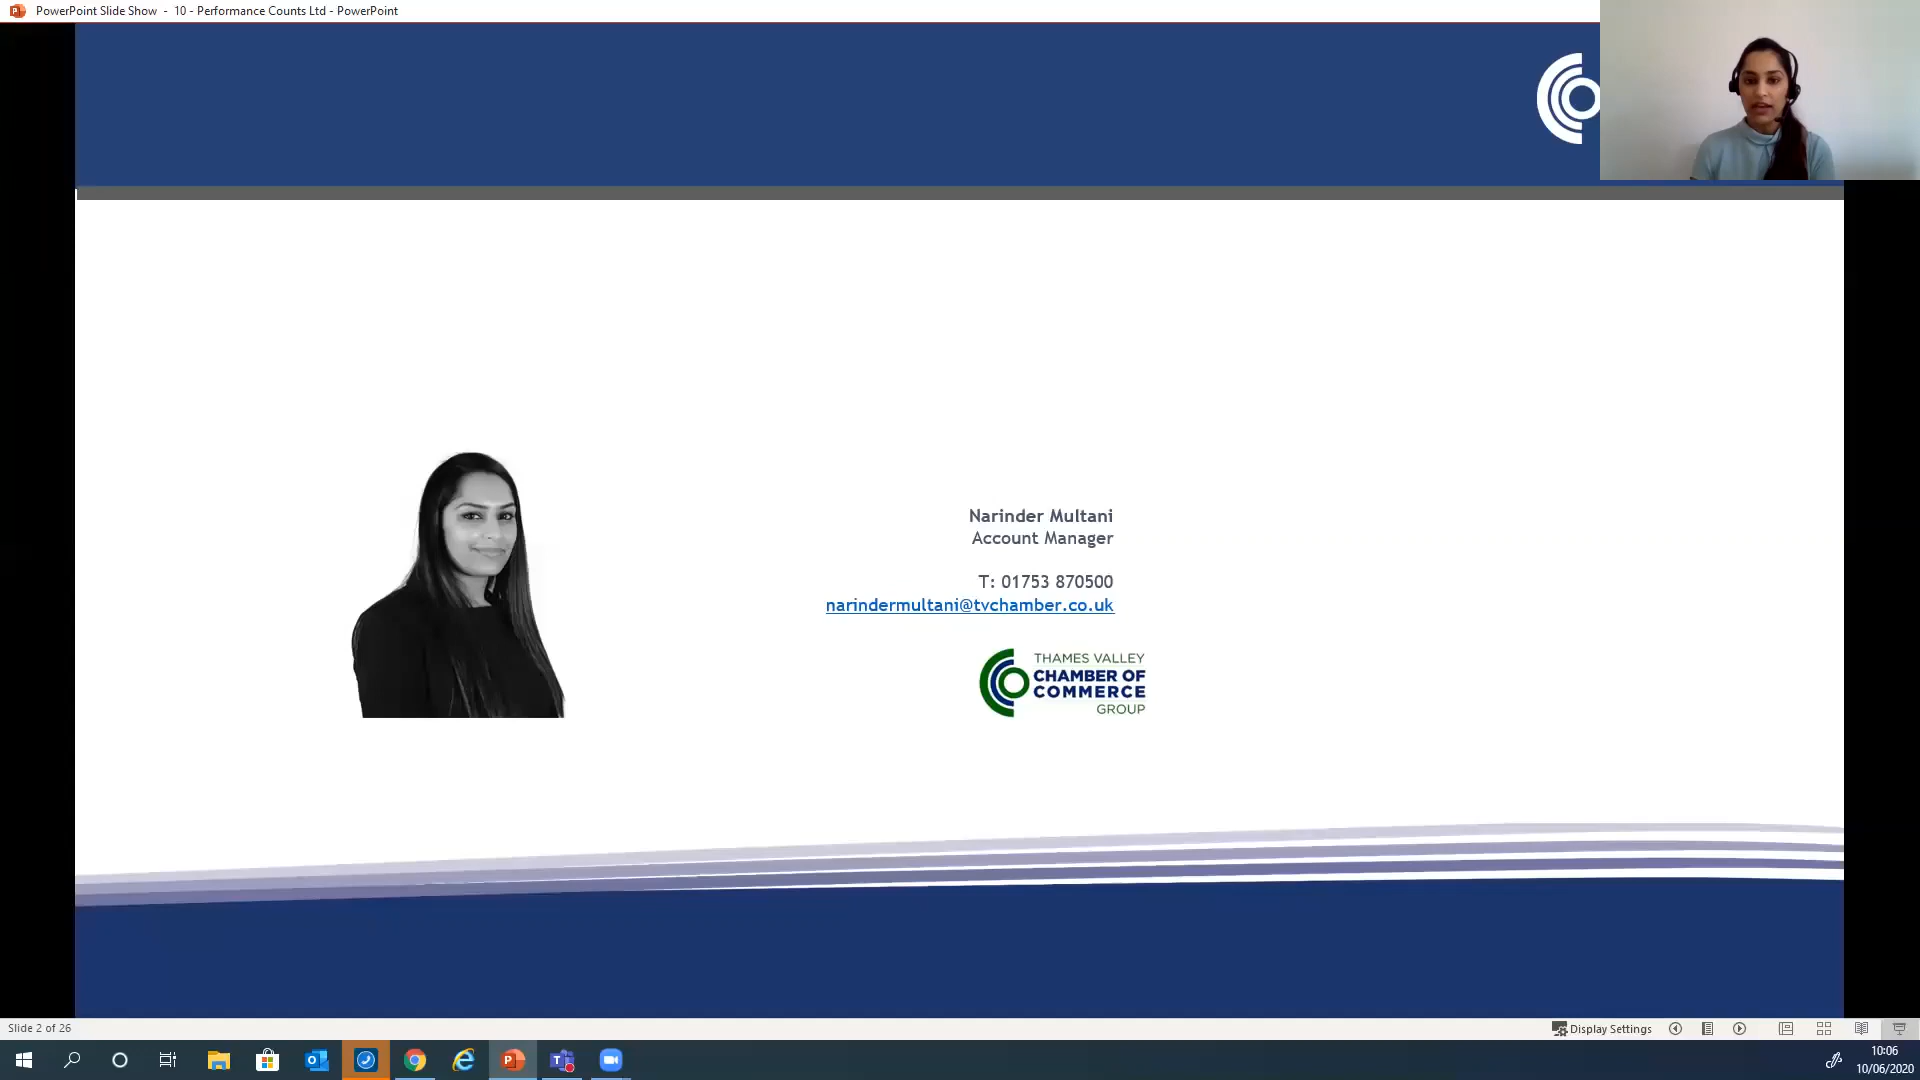 PowerPoint Slide Show - 10 - Performance Counts Ltd - PowerPoint
Narinder Multani
Account Manager
T: 01753 870500
narindermultani@tvchamber.co.uk
THAMES VALLEY
CHAMBER OF
COMMERCE
GROUP
Slide 2 of 26
Display Settings
10:06
10/06/2020